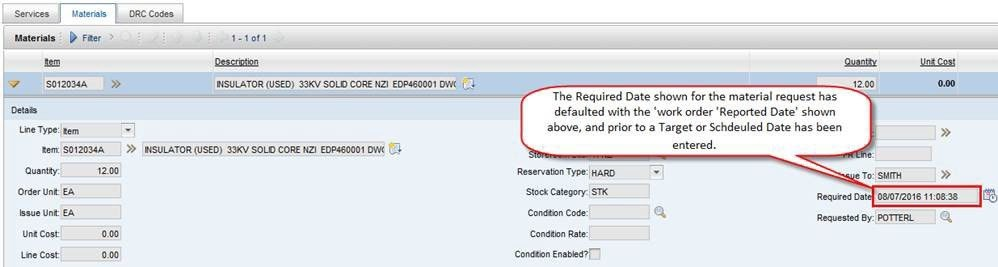 Services Materials DRC Codes
Materials Filter 1 - 1 of 1
Item Description Quantity Unit Cost
S012034A INSULATOR (USED) 33KV SOLID CORE NZI EDP460001 DWG 12.00 0.00
Details
The Required Date shown for the material request has
defaulted with the 'work order 'Reported Date' shown
above, and prior to a Target or Schdeuled Date has been
entered.
Line Type: Item
Item: S012034A INSULATOR (USED) 33KV SOLID CORE NZI EDP460001 DWG
PR Line:
Quantity: 12.00 Reservation Type: HARD Issue To: SMITH
Order Unit: EA Stock Category: STK Required Date: 08/07/2016 11:08:38
Issue Unit: EA Condition Code: Requested By: POTTERL
Unit Cost: 0.00 Condition Rate:
Line Cost: 0.00 Condition Enabled?